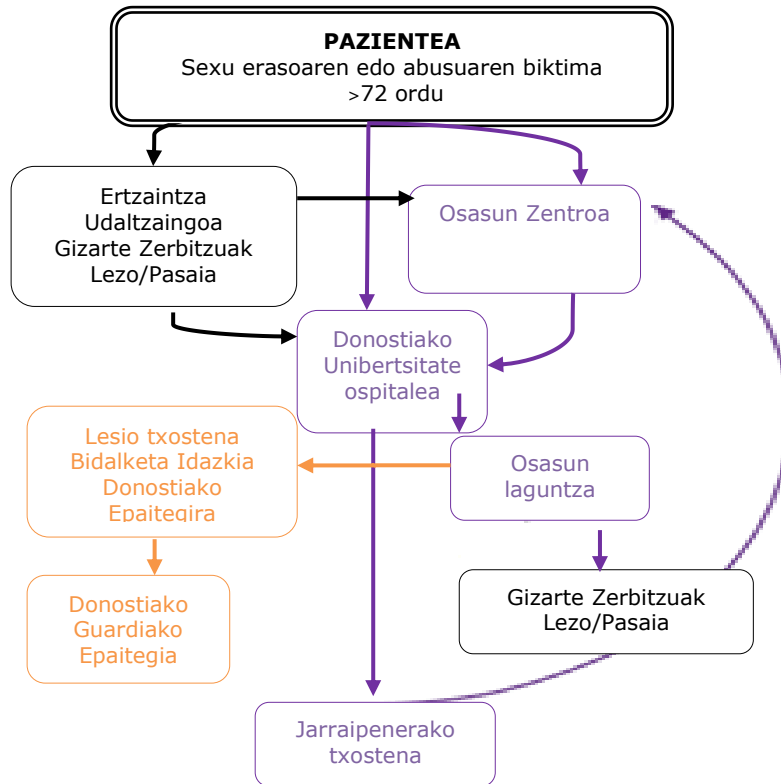 PAZIENTEA
Sexu erasoaren edo abusuaren biktima
>72 ordu
Ertzaintza
Udaltzaingoa
Gizarte Zerbitzuak
Lezo/Pasaia
Osasun Zentroa
Donostiako
Unibertsitate
ospitalea
Lesio txostena
Bidalketa Idazkia
Donostiako
Epaitegira
Osasun
laguntza
Donostiako
Guardiako
Epaitegia
Gizarte Zerbitzuak
Lezo/Pasaia
Jarraipenerako
txostena